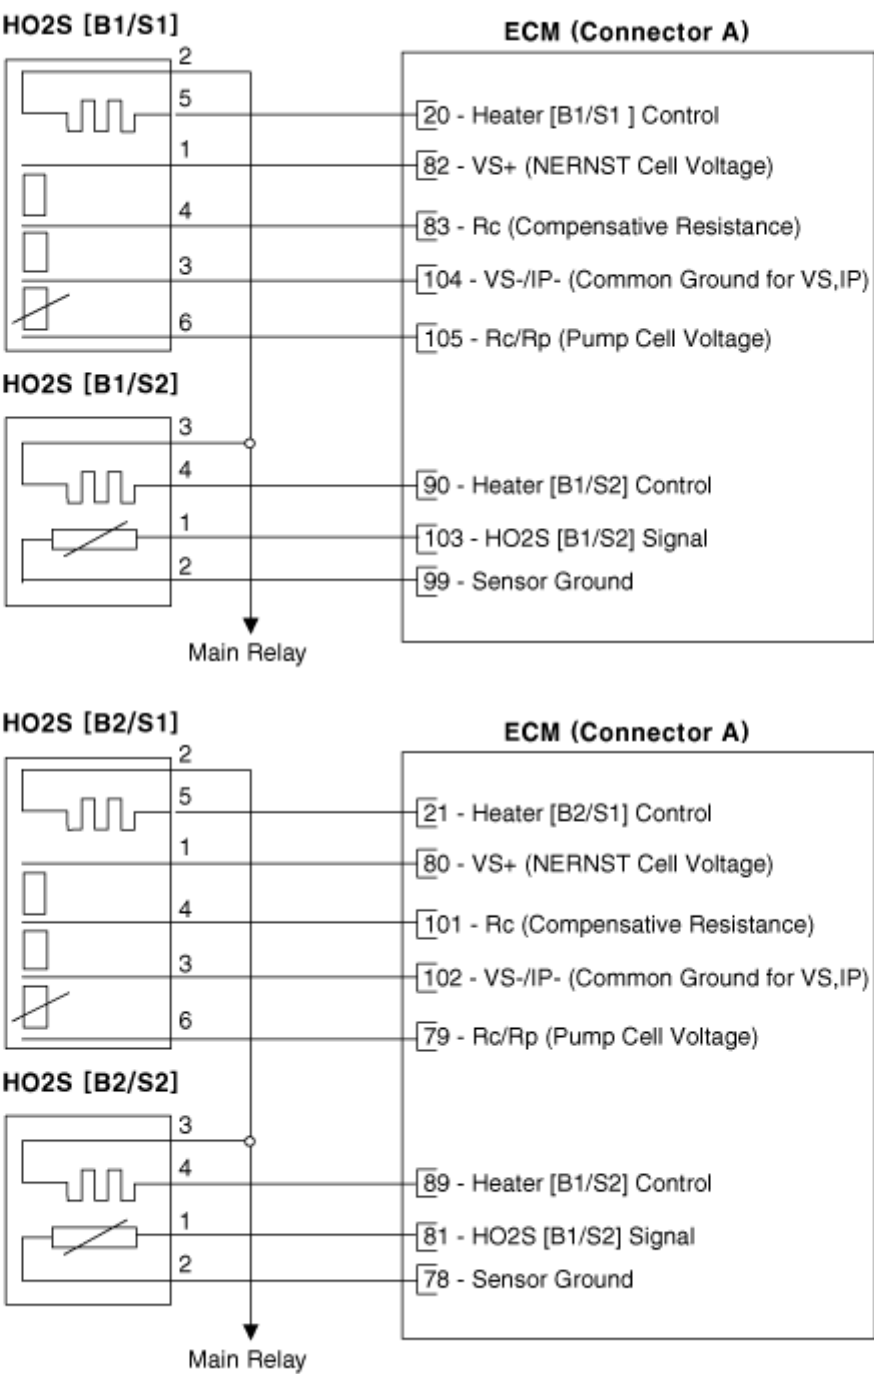 HO2S [B1/S1]
ECM (Connector A)
2
5
20 - Heater [B1/S1 ] Control
1
82 - VS+ (NERNST Cell Voltage)
4
83 - Rc (Compensative Resistance)
3
104 - VS-/IP- (Common Ground for VS,IP)
6
105 - Rc/Rp (Pump Cell Voltage)
HO2S [B1/S2]
3
4
90 - Heater [B1/S2] Control
1
103 - HO2S [B1/S2] Signal
2
99 - Sensor Ground
Main Relay
HO2S [B2/S1]
ECM (Connector A)
2
5
21 - Heater [B2/S1] Control
1
80 - VS+ (NERNST Cell Voltage)
4
101 - Rc (Compensative Resistance)
3
102 - VS-/IP- (Common Ground for VS,IP)
6
79 - Rc/Rp (Pump Cell Voltage)
HO2S [B2/S2]
3
4
89 - Heater [B1/S2] Control
1
81 - HO2S [B1/S2] Signal
2
78 - Sensor Ground
Main Relay